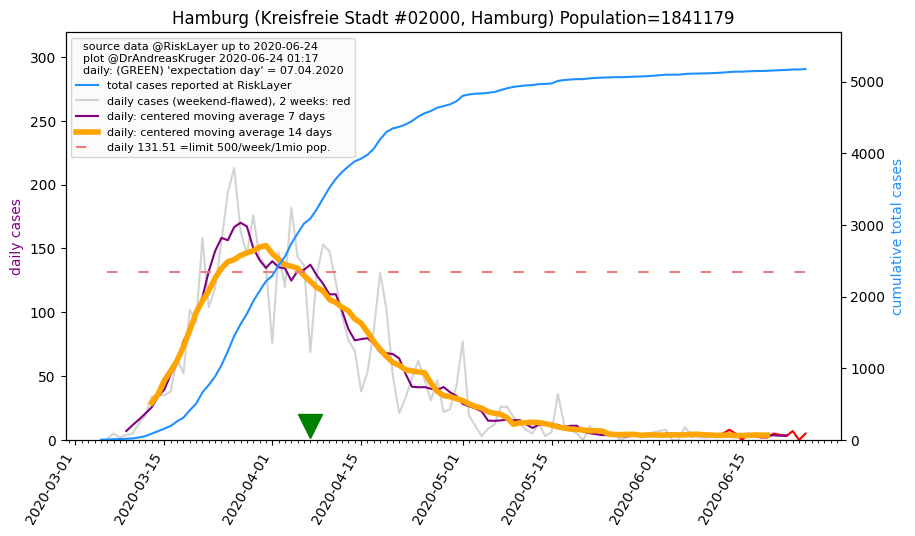 Hamburg (Kreisfreie Stadt #02000, Hamburg) Population=1841179
source data @RiskLayer up to 2020-06-24
plot @DrAndreasKruger 2020-06-24 01:17
daily: (GREEN) 'expectation day' = 07.04.2020
total cases reported at RiskLayer
daily cases (weekend-flawed), 2 weeks: red
daily: centered moving average 7 days
daily: centered moving average 14 days
daily 131.51 =limit 500/week/1mio pop.
daily cases
300
250
200
150
100
50
0
5000
4000
3000
2000
1000
0
cumulative total cases
2020-03-01
2020-03-15
2020-04-01
2020-04-15
2020-05-01
2020-05-15
2020-06-01
2020-06-15